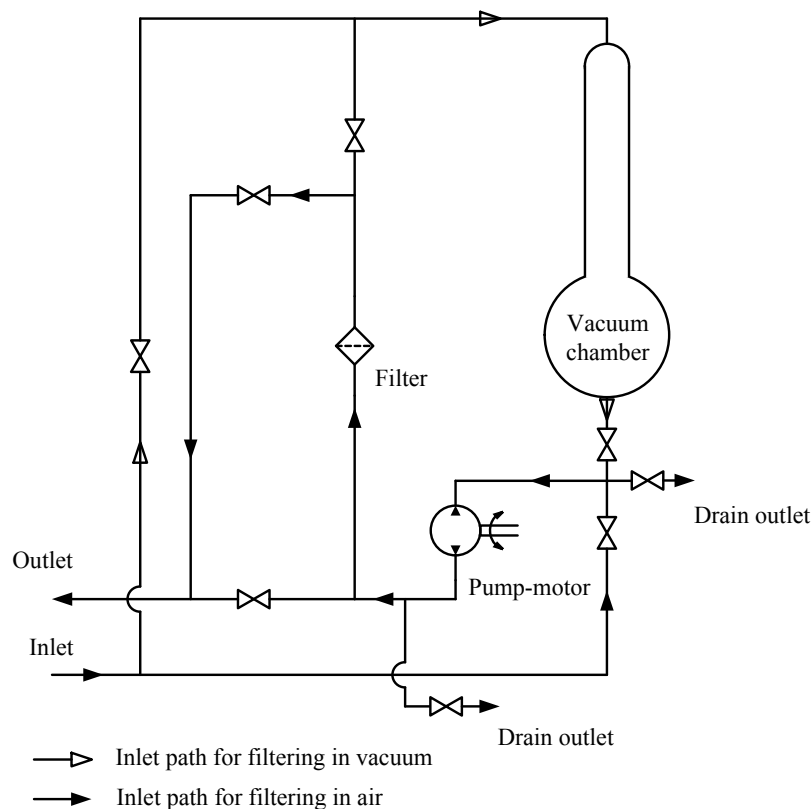 Vacuum
chamber
Filter
Drain outlet
Outlet
Pump-motor
Inlet
Drain outlet
Inlet path for filtering in vacuum
Inlet path for filtering in air